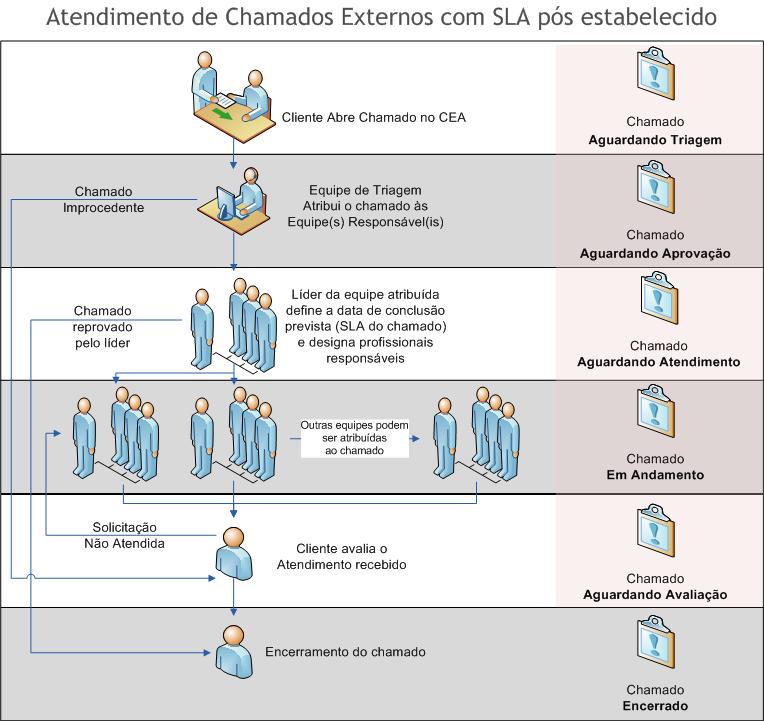 Atendimento de Chamados Externos com SLA pós estabelecido
Cliente Abre Chamado no CEA
Chamado
Aguardando Triagem
Chamado
Improcedente
Equipe de Triagem
Atribui o chamado às
Equipe(s) Responsável(is)
Chamado
Aguardando Aprovação
Chamado
reprovado
pelo líder
Líder da equipe atribuída
define a data de conclusão
prevista (SLA do chamado)
e designa profissionais
responsáveis
Chamado
Aguardando Atendimento
Outras equipes podem
ser atribuídas
ao chamado
Chamado
Em Andamento
Solicitação
Não Atendida
Cliente avalia o
Atendimento recebido
Chamado
Aguardando Avaliação
Encerramento do chamado
Chamado
Encerrado